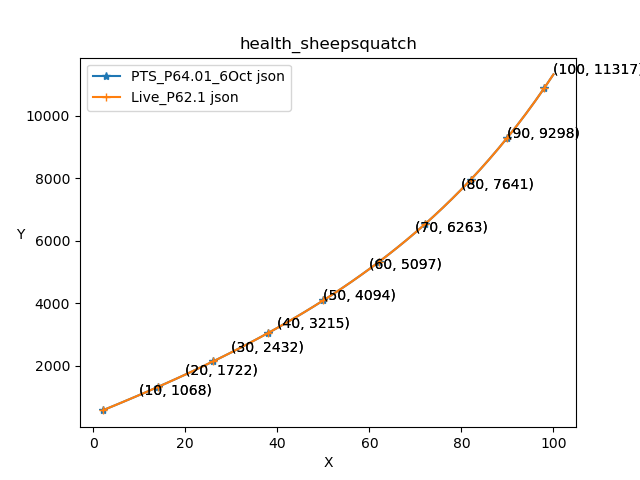 health_sheepsquatch
PTS_P64.01_6Oct json
Live_P62.1 json
(100, 11317)
10000
(90, 9298)
8000
(80, 7641)
(70, 6263)
6000
Y
(60, 5097)
4000
(50, 4094)
(40, 3215)
(30, 2432)
2000
(20, 1722)
(10, 1068)
0 20 40 60 80 100
X